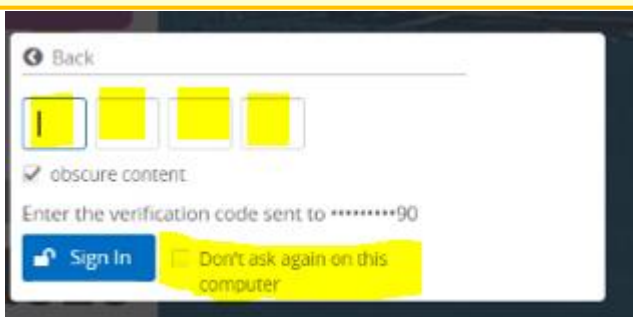 Back
obscure content
Enter the verification code sent to •••••••••90
Sign In
Don't ask again on this
computer